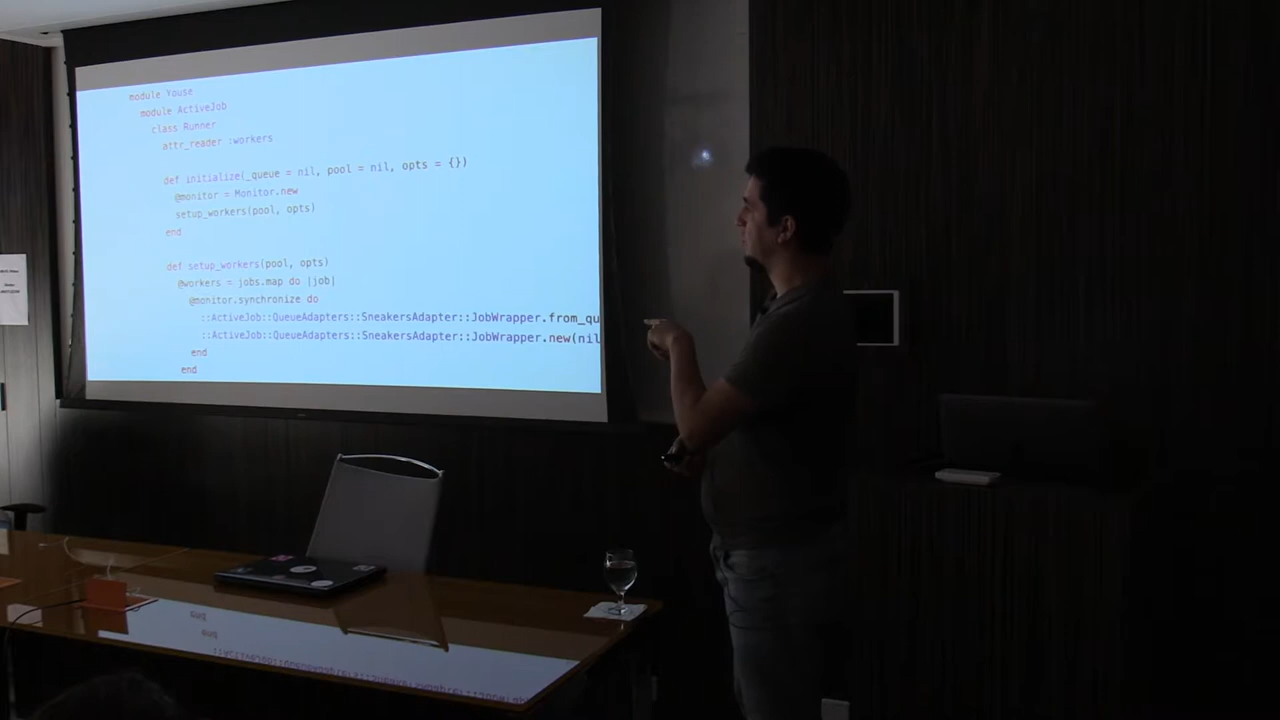 module Youse
module ActiveJob
class Runner
attr_reader :workers
def initialize(_queue = nil, pool = nil, opts = {})
@monitor = Monitor.new
setup_workers(pool, opts)
end
def setup_workers(pool, opts)
@workers = jobs.map do |job|
@monitor.synchronize do
::ActiveJob::QueueAdapters::SneakersAdapter::JobWrapper.from_qu
::ActiveJob::QueueAdapters::SneakersAdapter::JobWrapper.new(nil
end
end